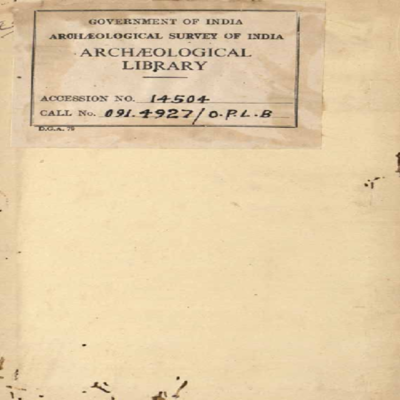 GOVERNMENT OF INDIA
ARCHÆOLOGICAL SURVEY OF INDIA
ARCHÆOLOGICAL
LIBRARY
ACCESSION NO. 14504
CALL No. 091.4927/O.P.L.B
D.G.A. 79